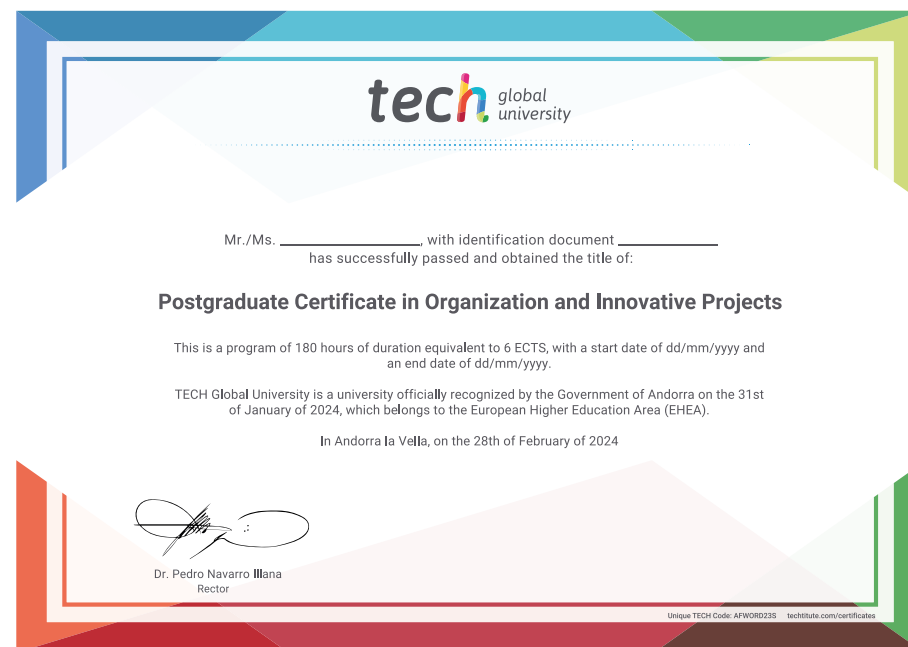 tech global university
Mr./Ms. ____________, with identification document ____________
has successfully passed and obtained the title of:
Postgraduate Certificate in Organization and Innovative Projects
This is a program of 180 hours of duration equivalent to 6 ECTS, with a start date of dd/mm/yyyy and
an end date of dd/mm/yyyy.
TECH Global University is a university officially recognized by the Government of Andorra on the 31st
of January of 2024, which belongs to the European Higher Education Area (EHEA).
In Andorra la Vella, on the 28th of February of 2024
Dr. Pedro Navarro Illana
Rector
Unique TECH Code: AFWORD23S techtitute.com/certificates